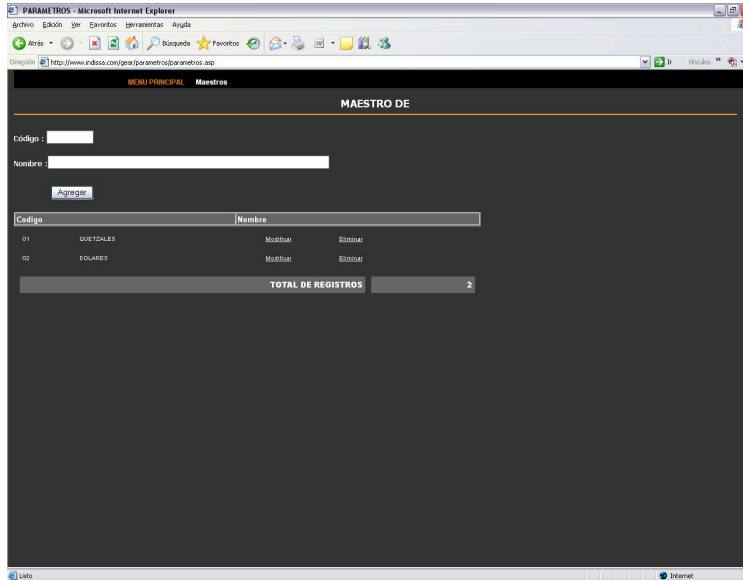 PARAMETROS - Microsoft Internet Explorer
Archivo Edición Ver Favoritos Herramientas Ayuda
Atrás Búsqueda Favoritos
Dirección http://www.indissa.com/gear/parametros/parametros.asp Ir Vínculos »
MENU PRINCIPAL Maestros
MAESTRO DE
Código :
Nombre :
Agregar
Codigo Nombre
01 QUETZALES Modificar Eliminar
02 DOLARES Modificar Eliminar
TOTAL DE REGISTROS 2
Listo Internet